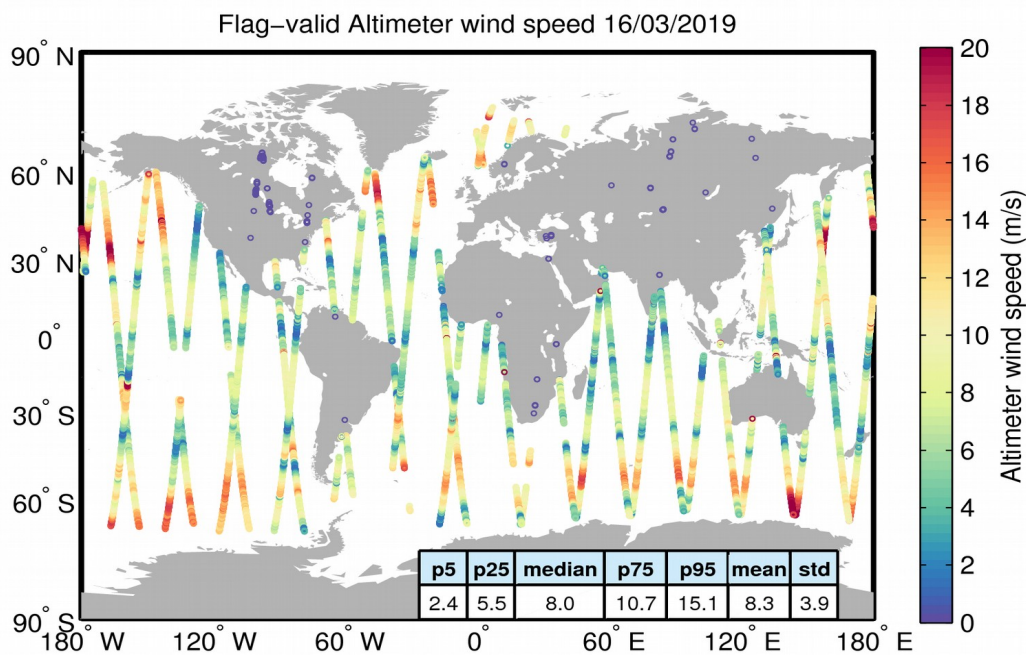 Flag−valid Altimeter wind speed 16/03/2019
90° N
60° N
30° N
0°
30° S
60° S
90° S
180° W
120° W
60° W
0°
60° E
120° E
180° E
p5 p25 median p75 p95 mean std
2.4 5.5 8.0 10.7 15.1 8.3 3.9
20
18
16
14
12
10
8
6
4
2
0
Altimeter wind speed (m/s)